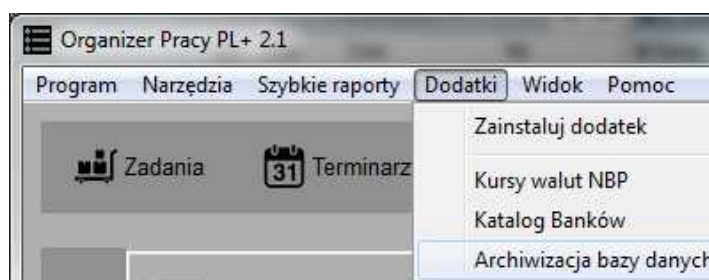 Organizer Pracy PL+ 2.1
Program Narzędzia Szybkie raporty Dodatki Widok Pomoc
Zainstaluj dodatek
31
Zadania Terminarz
Kursy walut NBP
Katalog Banków
Archiwizacja bazy danych